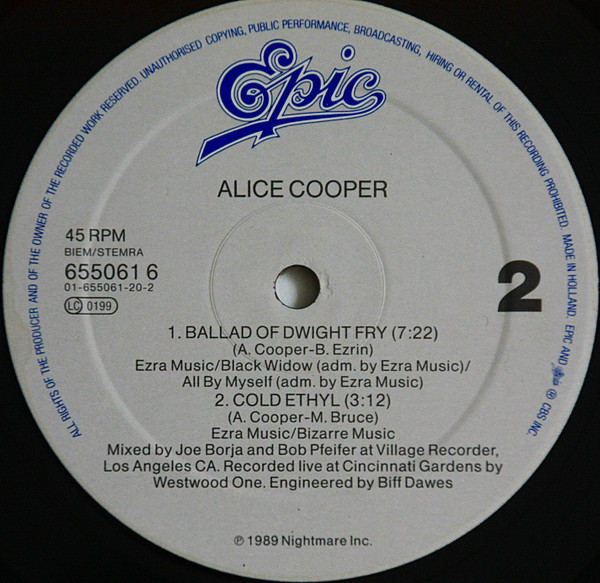 ALL RIGHTS OF THE PRODUCER AND OF THE OWNER OF THE RECORDED WORK RESERVED. UNAUTHORISED COPYING, PUBLIC PERFORMANCE, BROADCASTING, HIRING OR RENTAL OF THIS RECORDING PROHIBITED. MADE IN HOLLAND. EPIC AND ℗ CBS INC.
Epic
ALICE COOPER
45 RPM
BIEM/STEMRA
655061 6
01-655061-20-2
LC 0199
2
1. BALLAD OF DWIGHT FRY (7:22)
(A. Cooper-B. Ezrin)
Ezra Music/Black Widow (adm. by Ezra Music)/
All By Myself (adm. by Ezra Music)
2. COLD ETHYL (3:12)
(A. Cooper-M. Bruce)
Ezra Music/Bizarre Music
Mixed by Joe Borja and Bob Pfeifer at Village Recorder,
Los Angeles CA. Recorded live at Cincinnati Gardens by
Westwood One. Engineered by Biff Dawes
℗ 1989 Nightmare Inc.